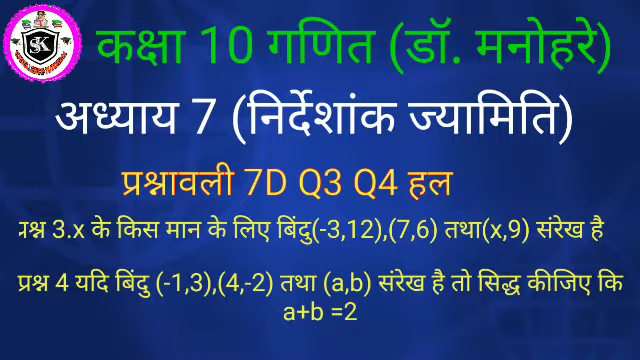 कक्षा 10 गणित (डॉ. मनोहरे)
अध्याय 7 (निर्देशांक ज्यामिति)
प्रश्नावली 7D Q3 Q4 हल
प्रश्न 3.x के किस मान के लिए बिंदु(-3,12),(7,6) तथा(x,9) संरेख है
प्रश्न 4 यदि बिंदु (-1,3),(4,-2) तथा (a,b) संरेख है तो सिद्ध कीजिए कि
a+b =2